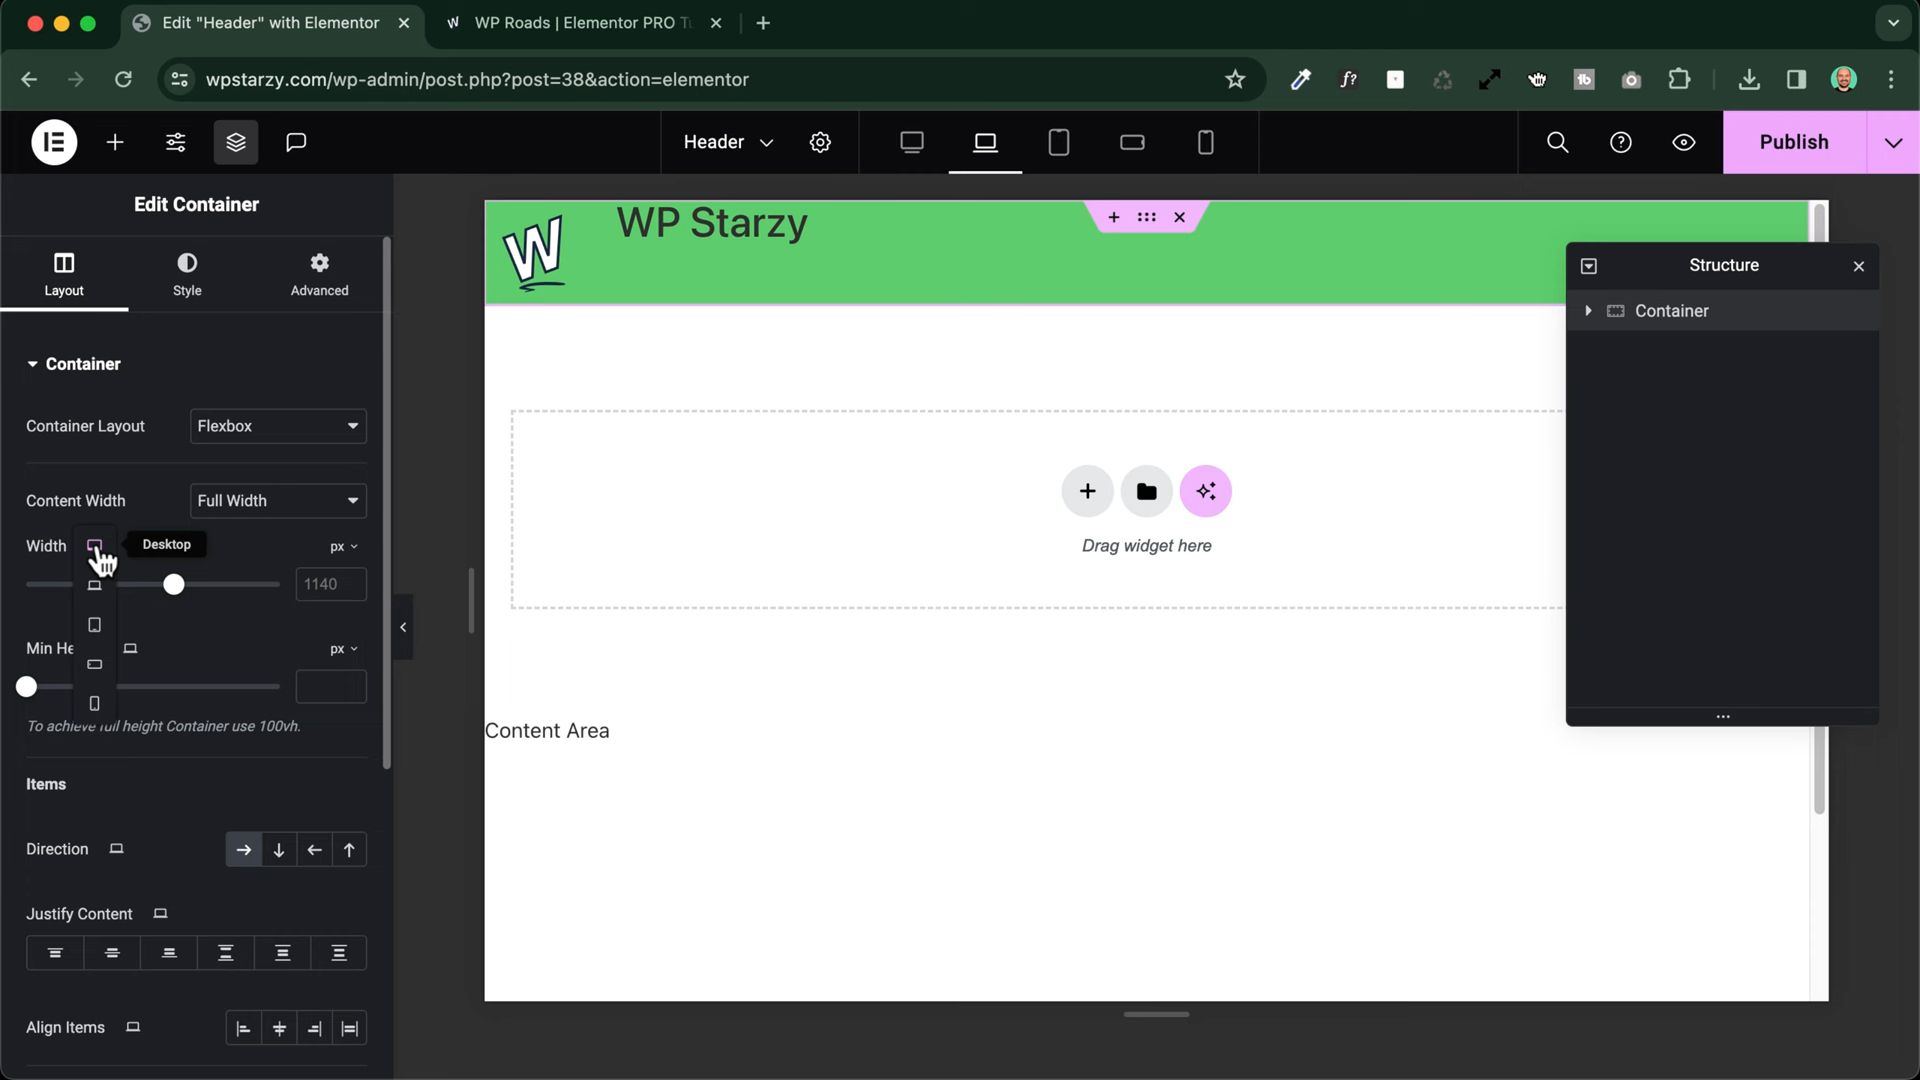 Edit "Header" with Elementor
WP Roads | Elementor PRO T
wpstarzy.com/wp-admin/post.php?post=38&action=elementor
Header
Publish
Edit Container
Layout
Style
Advanced
Container
Container Layout
Flexbox
Content Width
Full Width
Width
Desktop
px
1140
Min He
px
To achieve full height Container use 100vh.
Items
Direction
Justify Content
Align Items
WP Starzy
Drag widget here
Content Area
Structure
Container